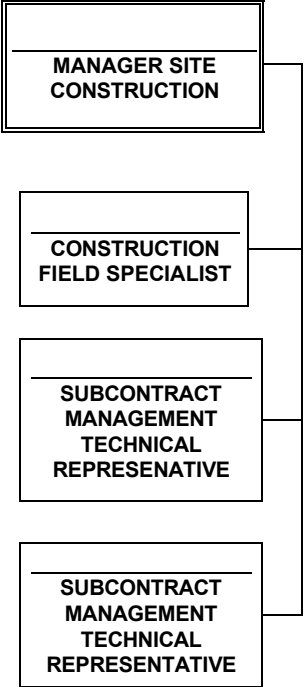 MANAGER SITE
CONSTRUCTION
CONSTRUCTION
FIELD SPECIALIST
SUBCONTRACT
MANAGEMENT
TECHNICAL
REPRESENATIVE
SUBCONTRACT
MANAGEMENT
TECHNICAL
REPRESENTATIVE